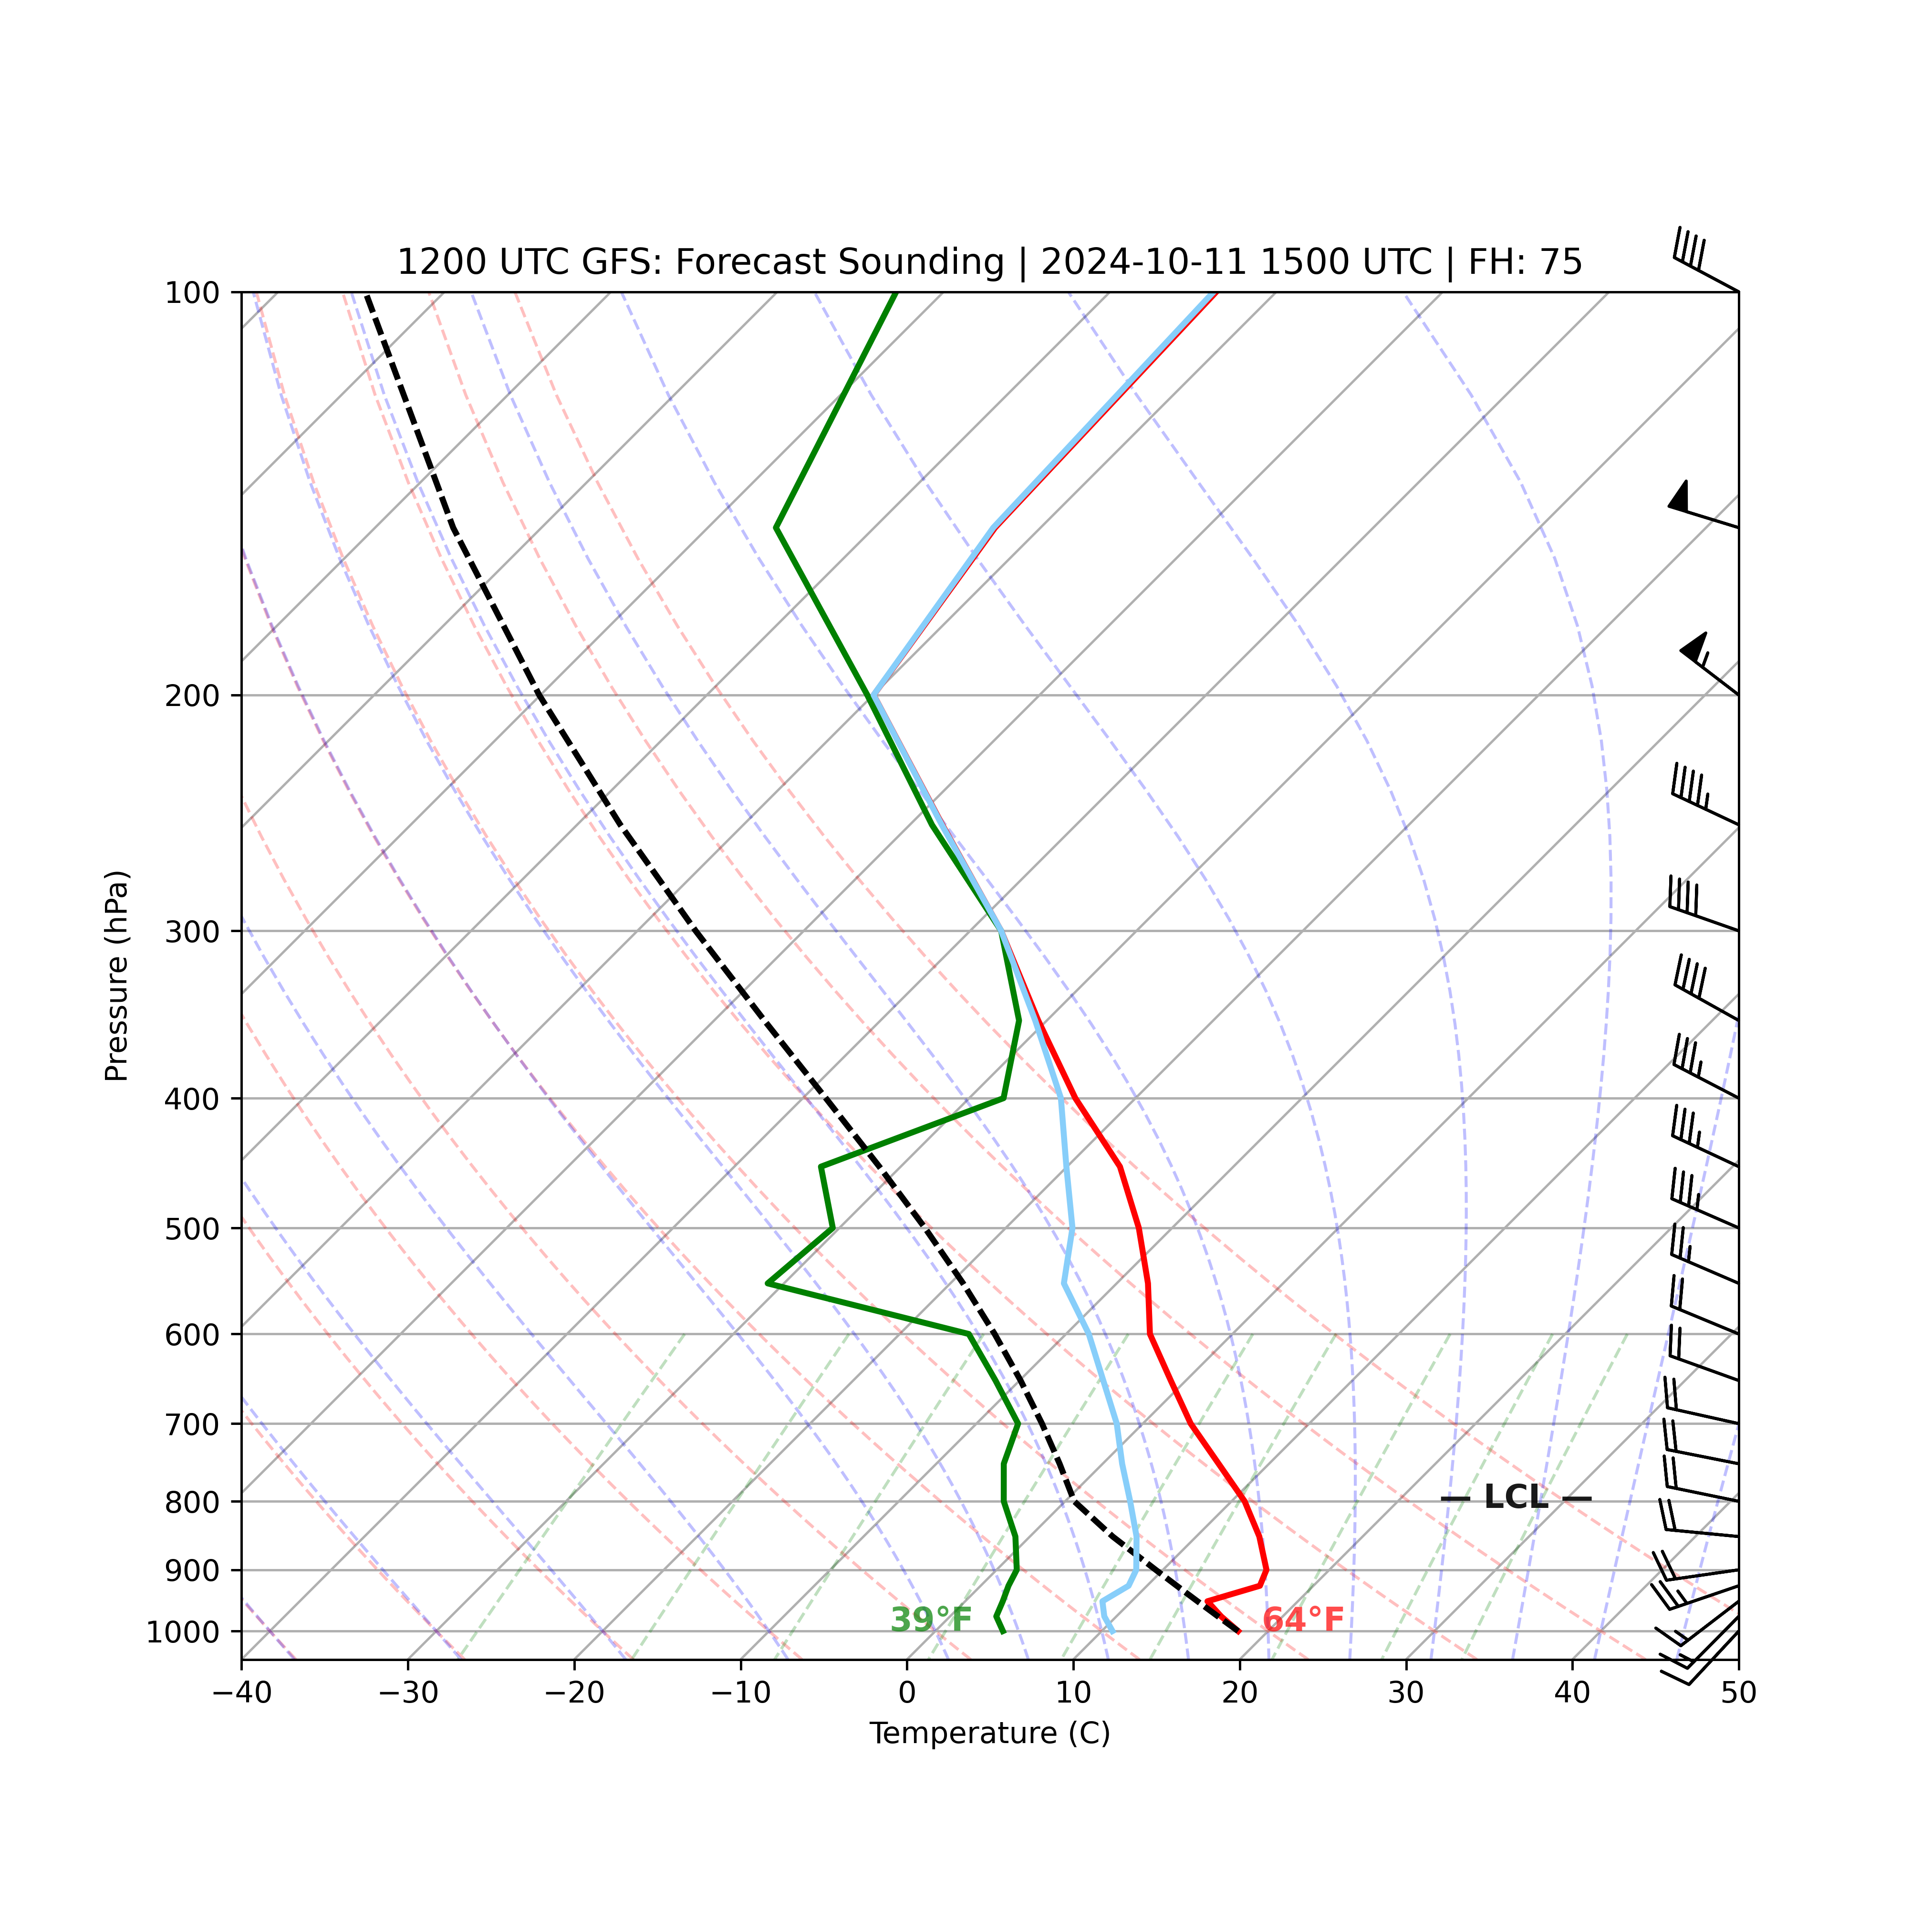 1200 UTC GFS: Forecast Sounding | 2024-10-11 1500 UTC | FH: 75
100
200
300
400
500
600
700
800
900
1000
Pressure (hPa)
— LCL —
39°F
64°F
−40 −30 −20 −10 0 10 20 30 40 50
Temperature (C)